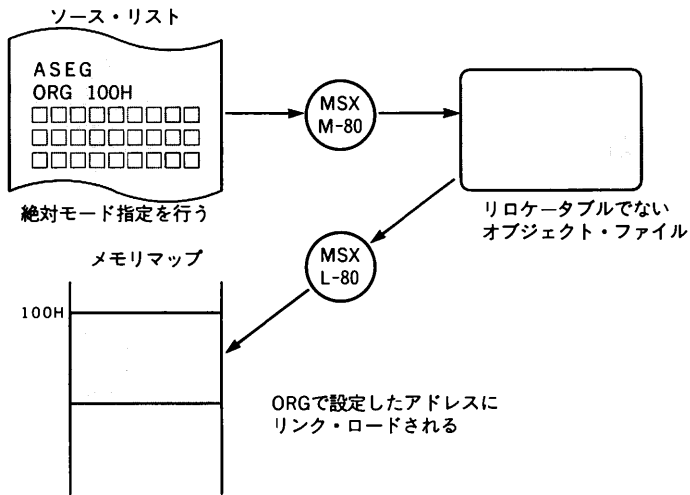 ソース・リスト
ASEG
ORG 100H
絶対モード指定を行う
MSX
M-80
リロケータブルでない
オブジェクト・ファイル
MSX
L-80
メモリマップ
100H
ORGで設定したアドレスに
リンク・ロードされる